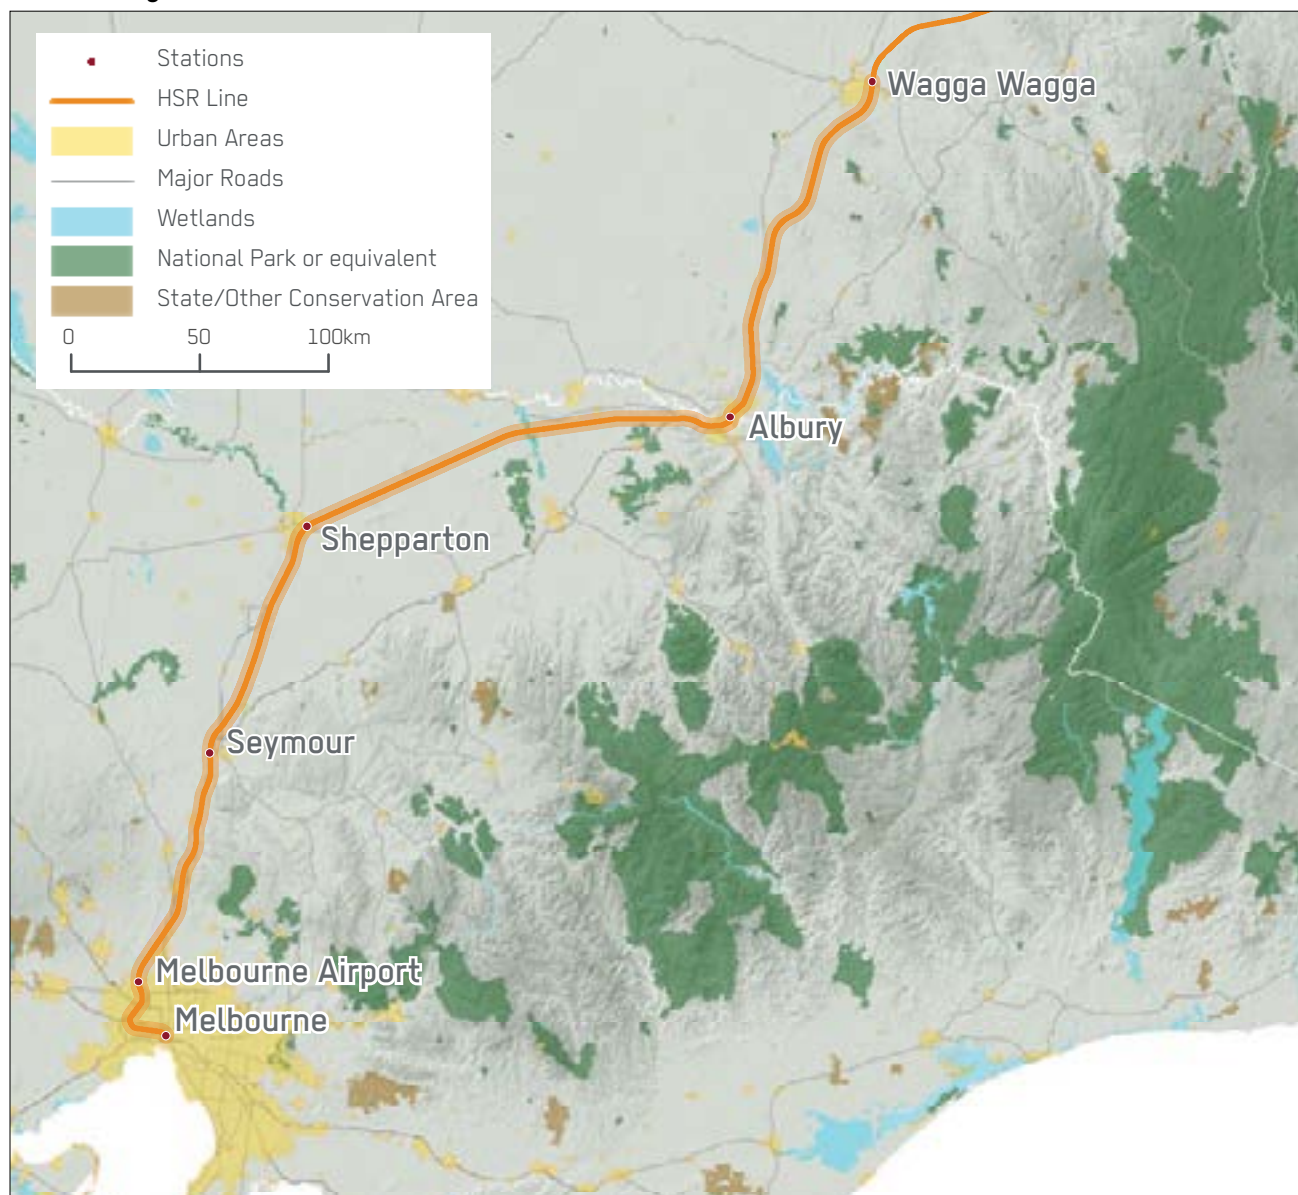 Stations
HSR Line
Urban Areas
Major Roads
Wetlands
National Park or equivalent
State/Other Conservation Area
0 50 100km
Wagga Wagga
Albury
Shepparton
Seymour
Melbourne Airport
Melbourne